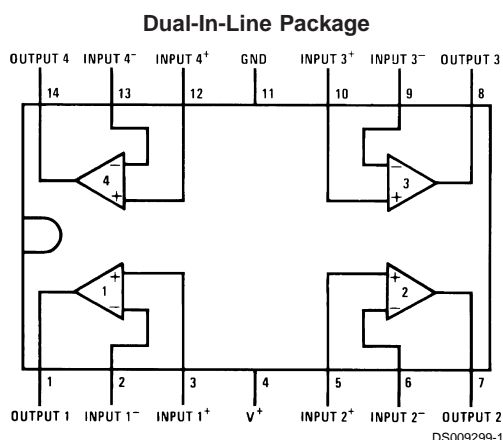 Dual-In-Line Package
OUTPUT 4 INPUT 4⁻ INPUT 4⁺ GND INPUT 3⁺ INPUT 3⁻ OUTPUT 3
14 13 12 11 10 9 8
4 − + − + 3
1 + − + − 2
1 2 3 4 5 6 7
OUTPUT 1 INPUT 1⁻ INPUT 1⁺ V⁺ INPUT 2⁺ INPUT 2⁻ OUTPUT 2
DS009299-1